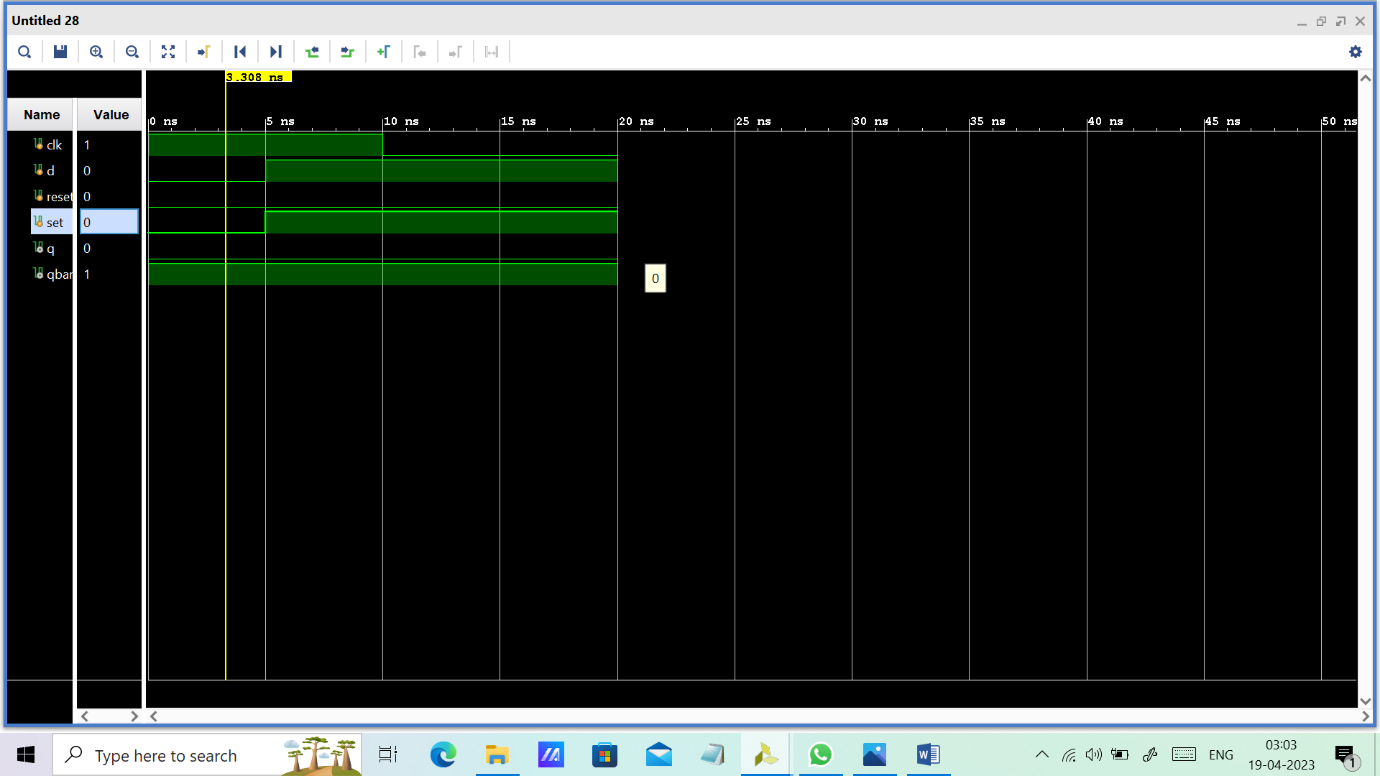 Untitled 28
3.308 ns
Name Value
0 ns 5 ns 10 ns 15 ns 20 ns 25 ns 30 ns 35 ns 40 ns 45 ns 50 ns
clk 1
d 0
reset 0
set 0
q 0
qbar 1
0
Type here to search
ENG
03:03
19-04-2023
1